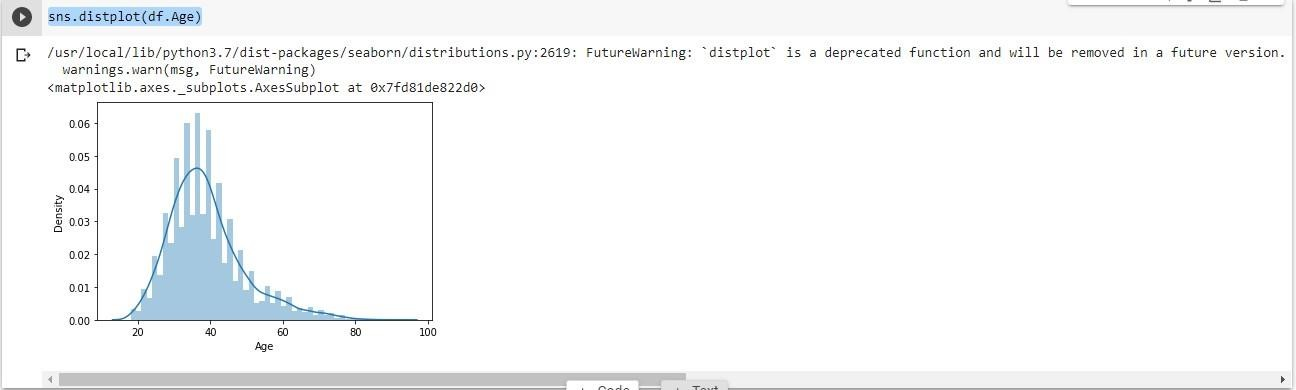 sns.distplot(df.Age)
/usr/local/lib/python3.7/dist-packages/seaborn/distributions.py:2619: FutureWarning: `distplot` is a deprecated function and will be removed in a future version.
warnings.warn(msg, FutureWarning)
<matplotlib.axes._subplots.AxesSubplot at 0x7fd81de822d0>
0.06
0.05
0.04
0.03
0.02
0.01
0.00
Density
20 40 60 80 100
Age
+ Code + Text